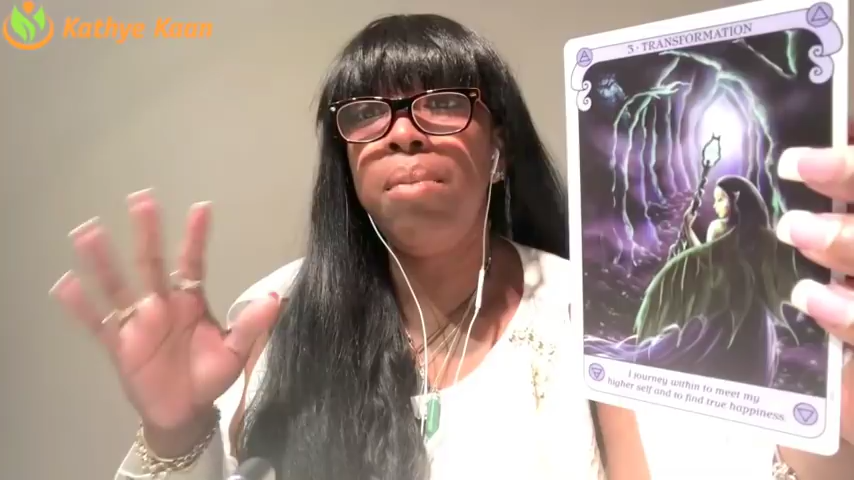 Kathye Kaan
3 · TRANSFORMATION
I journey within to meet my
higher self and to find true happiness.